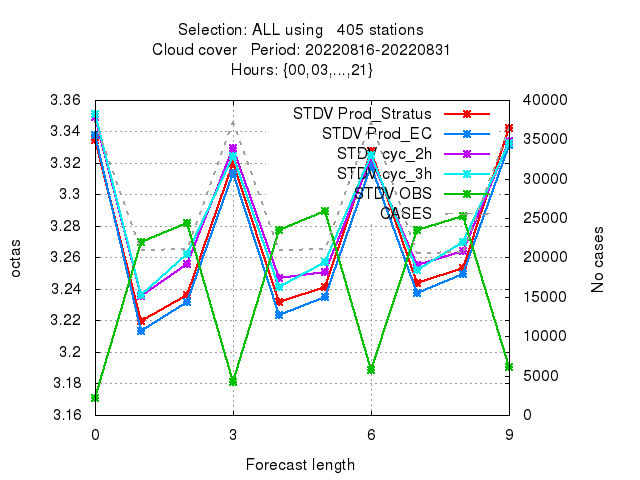 Selection: ALL using 405 stations
Cloud cover Period: 20220816-20220831
Hours: {00,03,...,21}
STDV Prod_Stratus
STDV Prod_EC
STDV cyc_2h
STDV cyc_3h
STDV OBS
CASES
3.36
3.34
3.32
3.3
3.28
3.26
3.24
3.22
3.2
3.18
3.16
octas
40000
35000
30000
25000
20000
15000
10000
5000
0
No cases
0 3 6 9
Forecast length